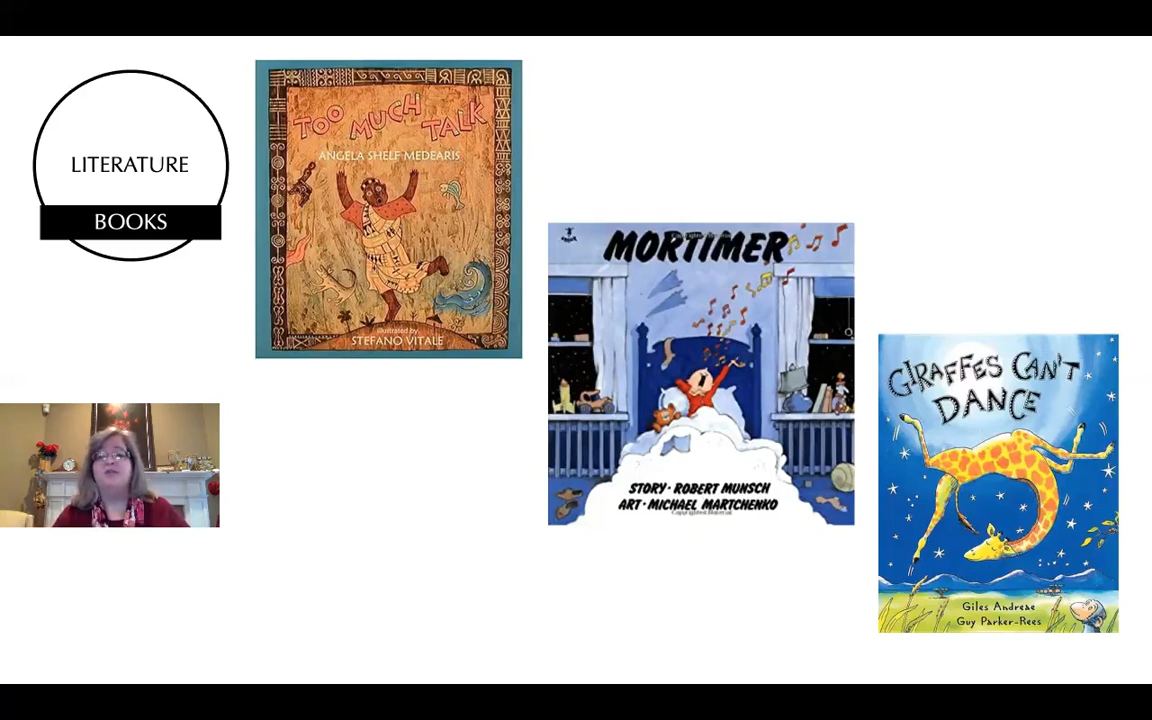 LITERATURE
BOOKS
TOO MUCH TALK
ANGELA SHELF MEDEARIS
illustrated by
STEFANO VITALE
MORTIMER
STORY · ROBERT MUNSCH
ART · MICHAEL MARTCHENKO
GIRAFFES CAN'T
DANCE
Giles Andreae
Guy Parker-Rees